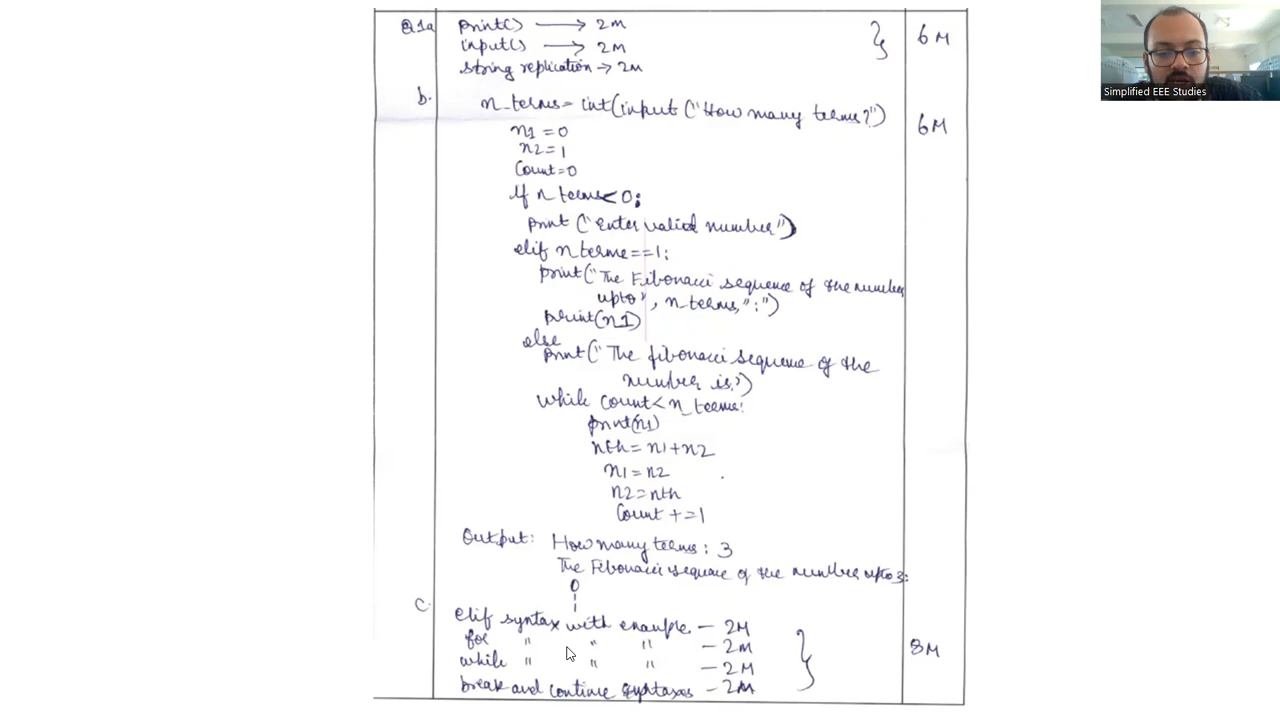 Q1a print() → 2M } 6M
input() → 2M
string replication → 2M
b. n_terms = int(input("How many terms?") 6M
n1 = 0
n2 = 1
Count=0
If n terms<0;
print ("Enter valid number")
elif n terms==1:
print("The Fibonacci sequence of the number
upto", n-terms, ":")
print(n1)
else
print("The fibonacci sequence of the
number is:")
while count< n_terms:
print(n1)
nth = n1+n2
n1 = n2
n2 = nth
Count +=1
Output: How many terms: 3
The Fibonacci sequence of the number upto 3:
0
1
1
c. elif syntax with example – 2M } 8M
for " " " – 2M
while " " " – 2M
break and continue syntaxes – 2M
Simplified EEE Studies